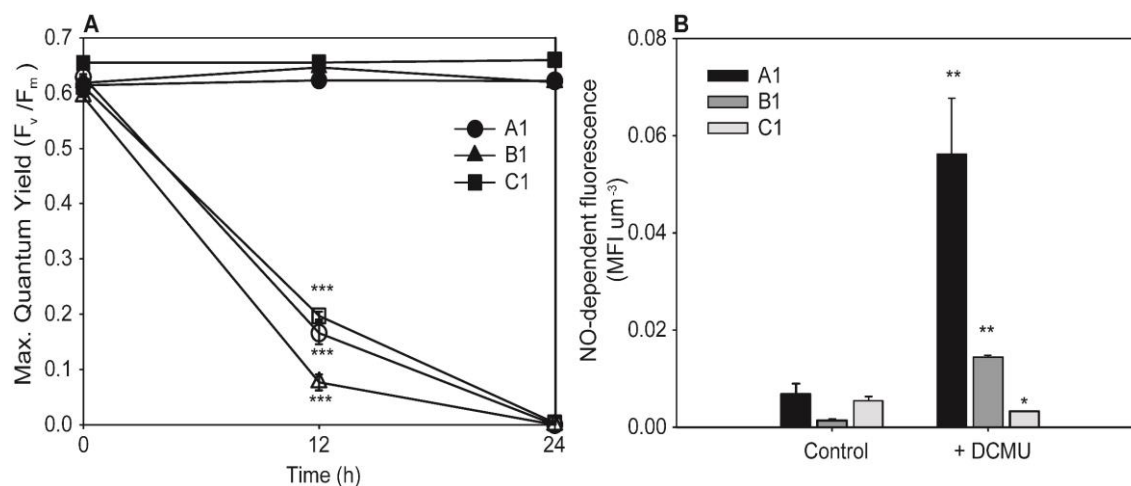 A
Max. Quantum Yield (Fv/Fm)
0.7
0.6
0.5
0.4
0.3
0.2
0.1
0.0
A1
B1
C1
***
***
***
0
12
24
Time (h)
B
NO-dependent fluorescence
(MFI um⁻³)
0.08
0.06
0.04
0.02
0.00
A1
B1
C1
**
**
*
Control
+ DCMU